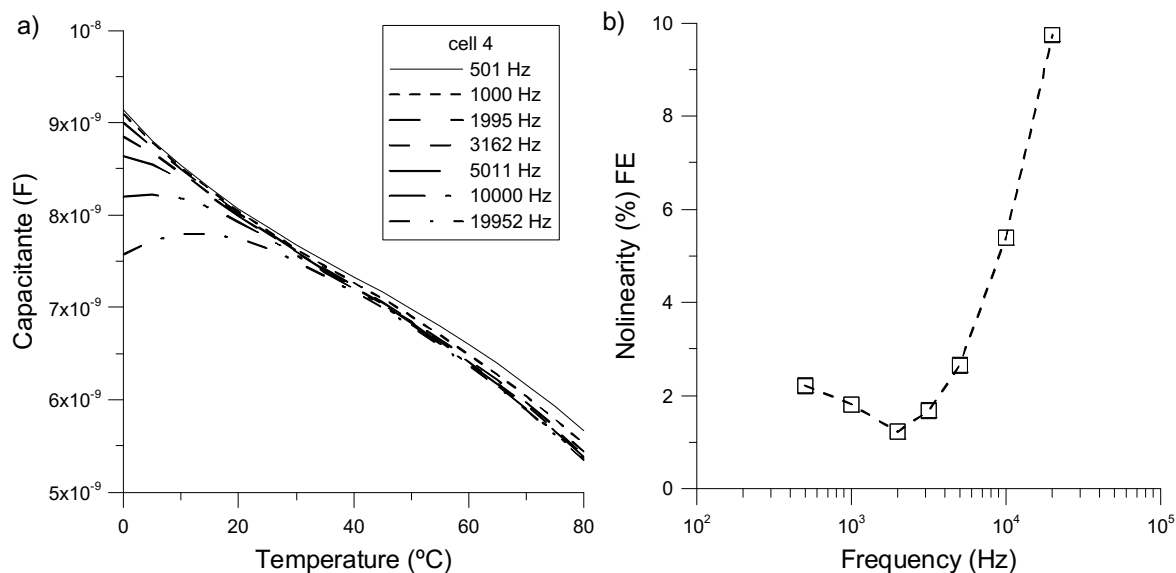 a)
10⁻⁸
9x10⁻⁹
8x10⁻⁹
7x10⁻⁹
6x10⁻⁹
5x10⁻⁹
Capacitante (F)
0 20 40 60 80
Temperature (ºC)
cell 4
501 Hz
1000 Hz
1995 Hz
3162 Hz
5011 Hz
10000 Hz
19952 Hz
b)
10
8
6
4
2
0
Nolinearity (%) FE
10² 10³ 10⁴ 10⁵
Frequency (Hz)